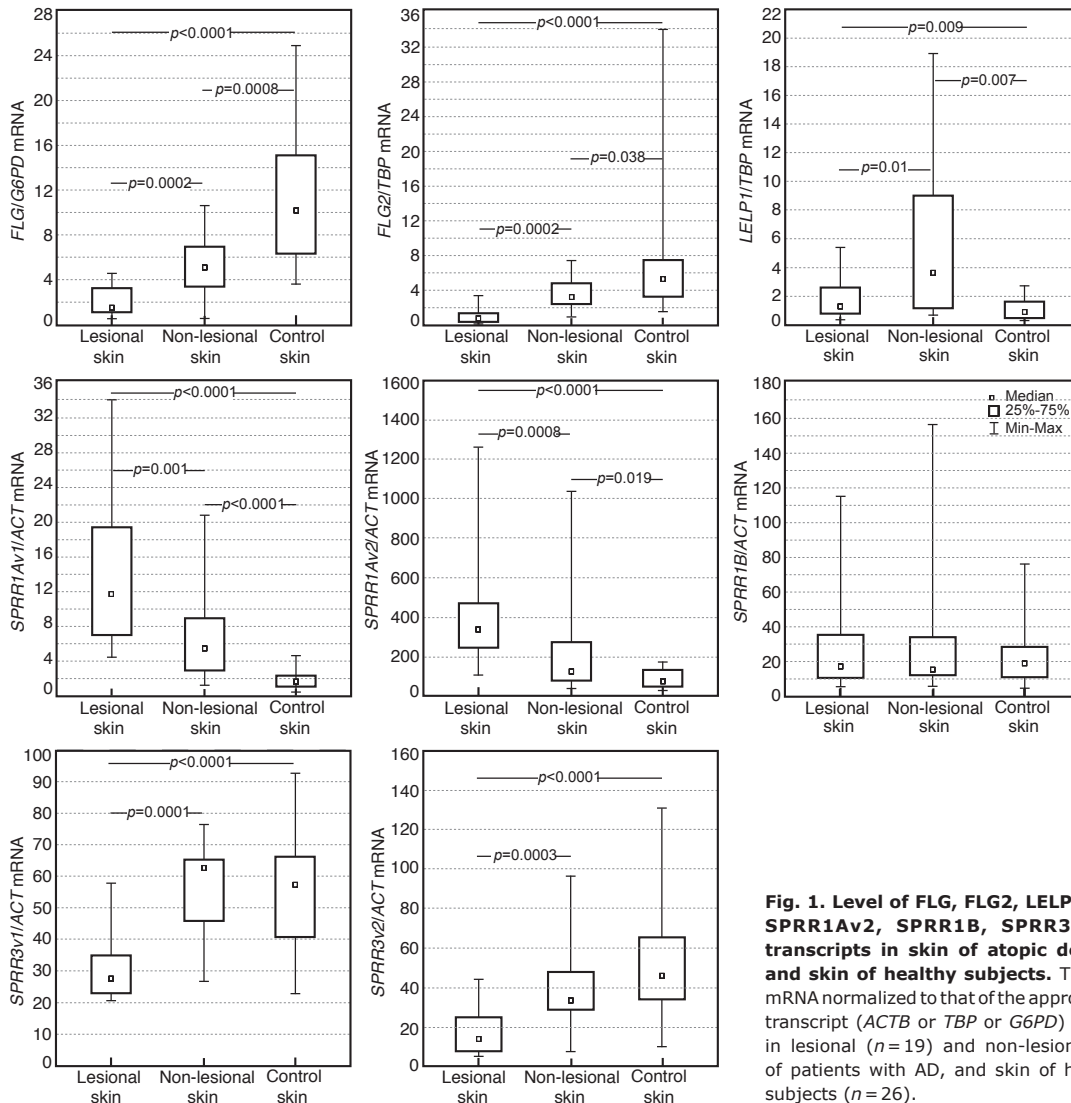 28
24
20
16
12
8
4
0
FLG/G6PD mRNA
p<0.0001
p=0.0008
p=0.0002
Lesional skin
Non-lesional skin
Control skin
36
32
28
24
20
16
12
8
4
0
FLG2/TBP mRNA
p<0.0001
p=0.038
p=0.0002
Lesional skin
Non-lesional skin
Control skin
22
20
18
16
14
12
10
8
6
4
2
0
LELP1/TBP mRNA
p=0.009
p=0.007
p=0.01
Lesional skin
Non-lesional skin
Control skin
36
32
28
24
20
16
12
8
4
0
SPRR1Av1/ACT mRNA
p<0.0001
p=0.001
p<0.0001
Lesional skin
Non-lesional skin
Control skin
1600
1400
1200
1000
800
600
400
200
0
SPRR1Av2/ACT mRNA
p<0.0001
p=0.0008
p=0.019
Lesional skin
Non-lesional skin
Control skin
180
160
140
120
100
80
60
40
20
0
SPRR1B/ACT mRNA
Median
25%-75%
Min-Max
Lesional skin
Non-lesional skin
Control skin
100
90
80
70
60
50
40
30
20
10
0
SPRR3v1/ACT mRNA
p<0.0001
p=0.0001
Lesional skin
Non-lesional skin
Control skin
160
140
120
100
80
60
40
20
0
SPRR3v2/ACT mRNA
p<0.0001
p=0.0003
Lesional skin
Non-lesional skin
Control skin
Fig. 1. Level of FLG, FLG2, LELP
SPRR1Av2, SPRR1B, SPRR3
transcripts in skin of atopic de
and skin of healthy subjects. T
mRNA normalized to that of the appro
transcript (ACTB or TBP or G6PD)
in lesional (n=19) and non-lesion
of patients with AD, and skin of h
subjects (n=26).